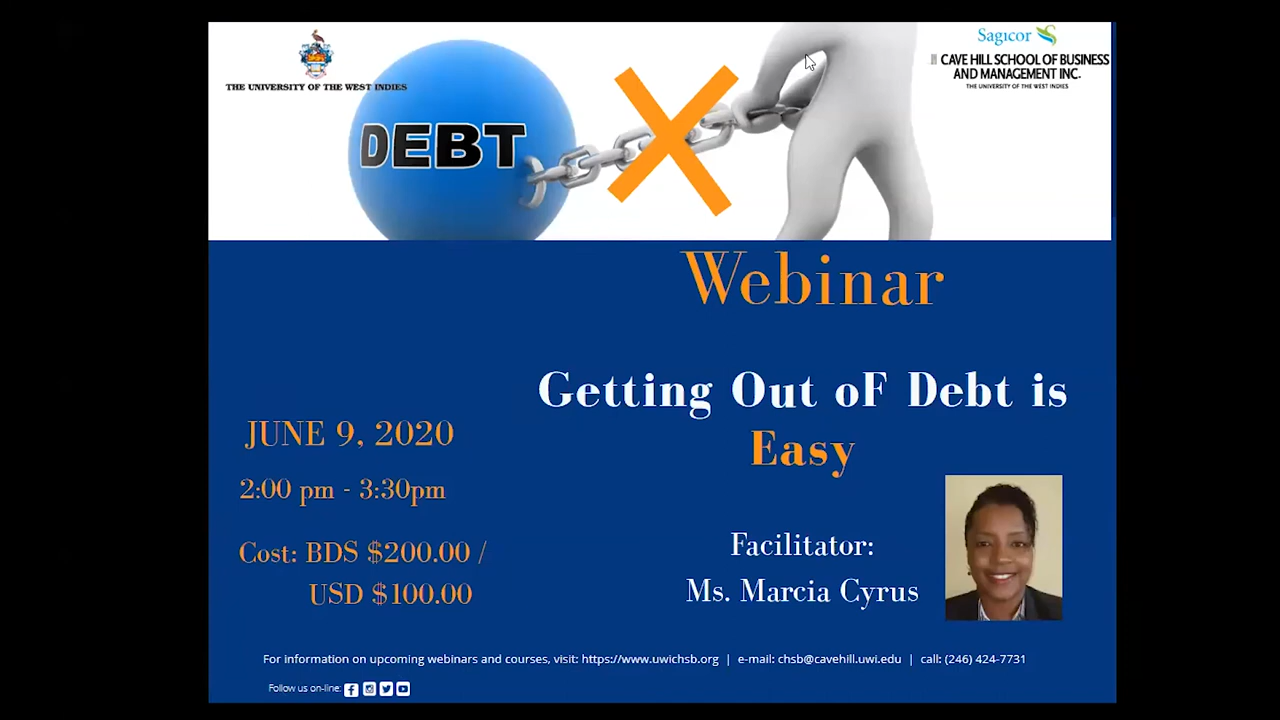 THE UNIVERSITY OF THE WEST INDIES
DEBT
Sagicor
CAVE HILL SCHOOL OF BUSINESS
AND MANAGEMENT INC.
THE UNIVERSITY OF THE WEST INDIES
Webinar
Getting Out oF Debt is
Easy
JUNE 9, 2020
2:00 pm - 3:30pm
Cost: BDS $200.00 /
USD $100.00
Facilitator:
Ms. Marcia Cyrus
For information on upcoming webinars and courses, visit: https://www.uwichsb.org | e-mail: chsb@cavehill.uwi.edu | call: (246) 424-7731
Follow us on-line: